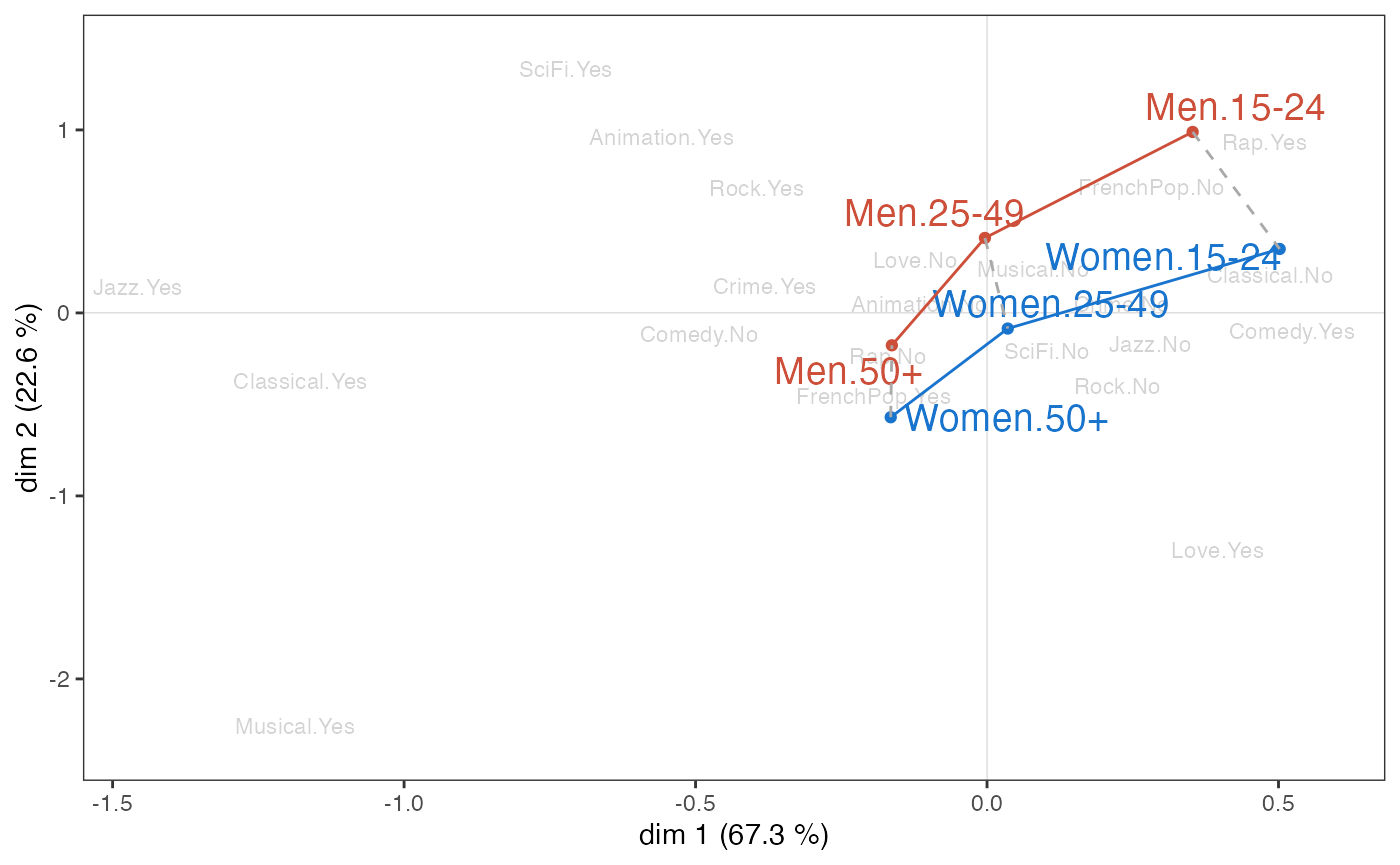 SciFi.Yes
Men.15-24
Animation.Yes
Rap.Yes
Rock.Yes
FrenchPop.No
Men.25-49
Love.No
Musical.No
Women.15-24
Classical.No
Jazz.Yes
Crime.Yes
Animation.No
Women.25-49
Crime.No
Comedy.No
Comedy.Yes
Rap.No
SciFi.No
Jazz.No
Men.50+
Classical.Yes
Rock.No
FrenchPop.Yes
Women.50+
Love.Yes
Musical.Yes
1
0
-1
-2
dim 2 (22.6 %)
-1.5
-1.0
-0.5
0.0
0.5
dim 1 (67.3 %)